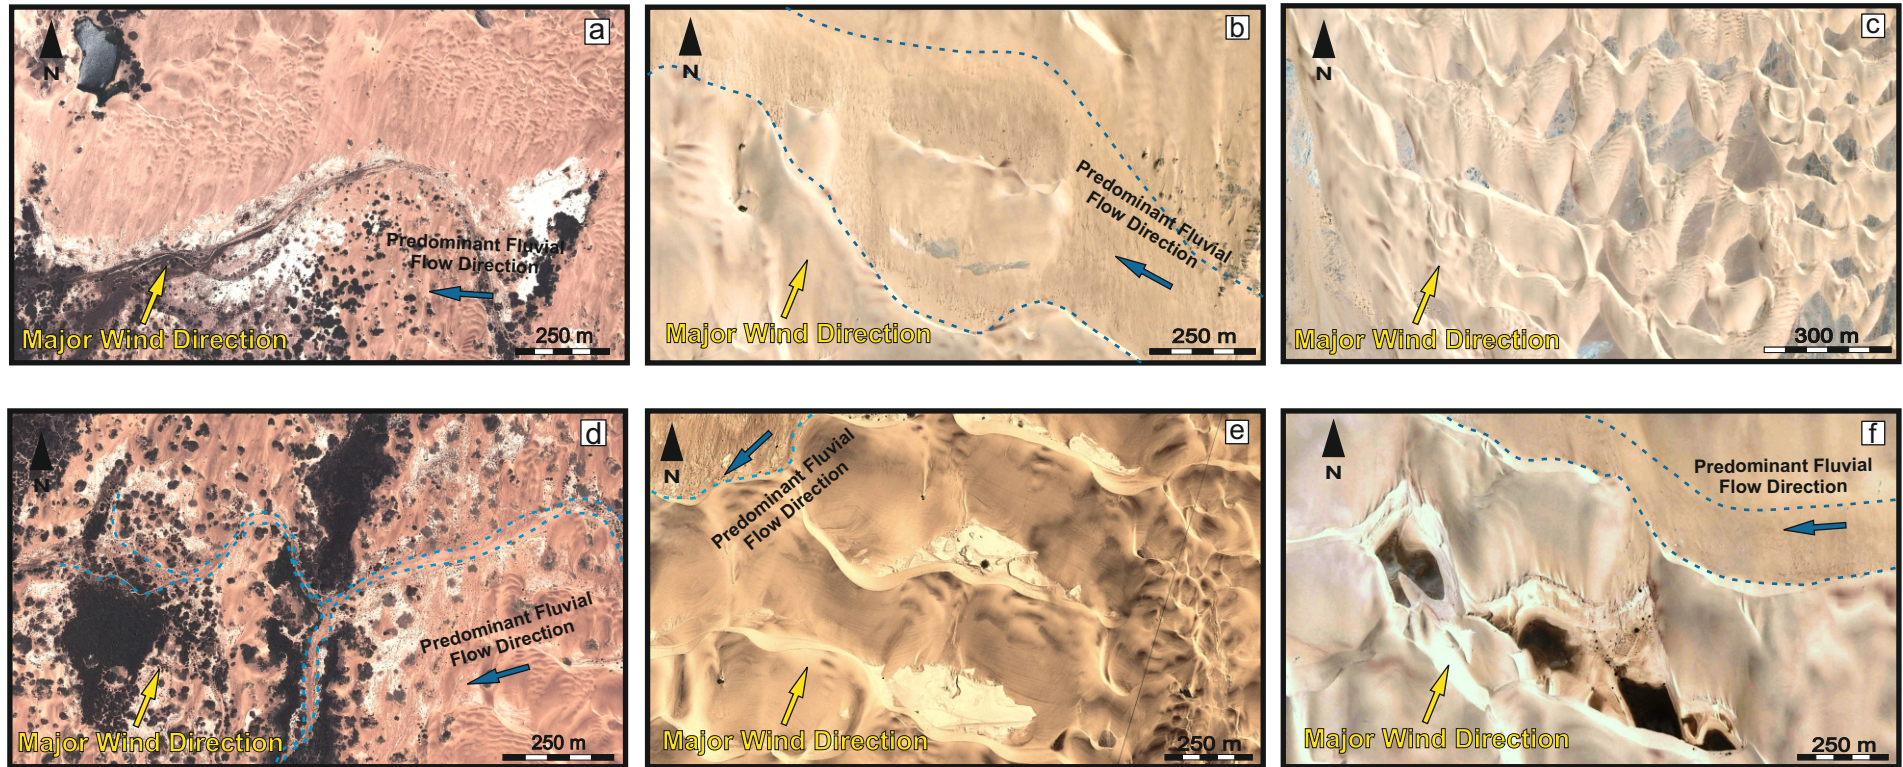 a
N
Predominant Fluvial
Flow Direction
Major Wind Direction
250 m
b
N
Predominant Fluvial
Flow Direction
Major Wind Direction
250 m
c
N
Major Wind Direction
300 m
d
N
Predominant Fluvial
Flow Direction
Major Wind Direction
250 m
e
N
Predominant Fluvial
Flow Direction
Major Wind Direction
250 m
f
N
Predominant Fluvial
Flow Direction
Major Wind Direction
250 m